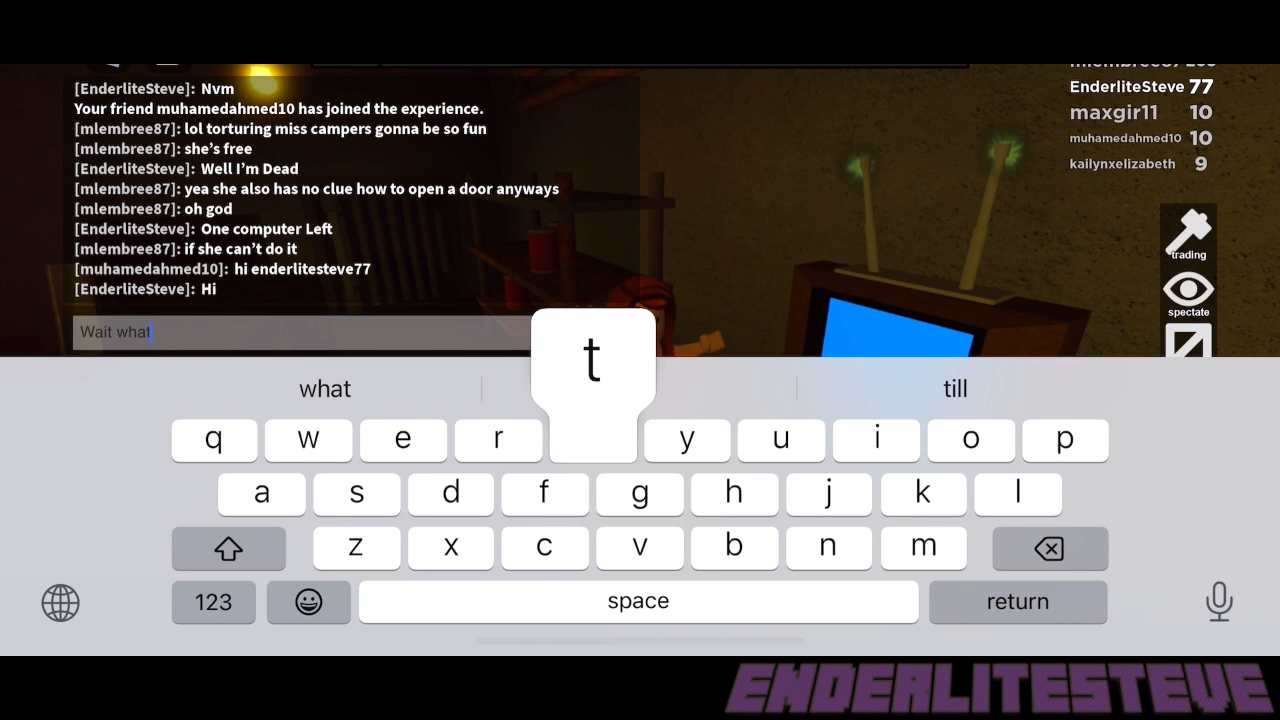 [EnderliteSteve]: Nvm
Your friend muhamedahmed10 has joined the experience.
[mlembree87]: lol torturing miss campers gonna be so fun
[mlembree87]: she's free
[EnderliteSteve]: Well I'm Dead
[mlembree87]: yea she also has no clue how to open a door anyways
[mlembree87]: oh god
[EnderliteSteve]: One computer Left
[mlembree87]: if she can't do it
[muhamedahmed10]: hi enderlitesteve77
[EnderliteSteve]: Hi
Wait what
EnderliteSteve 77
maxgir11 10
muhamedahmed10 10
kailynxelizabeth 9
trading
spectate
what till
t
q w e r y u i o p
a s d f g h j k l
z x c v b n m
123 space return
ENDERLITESTEVE